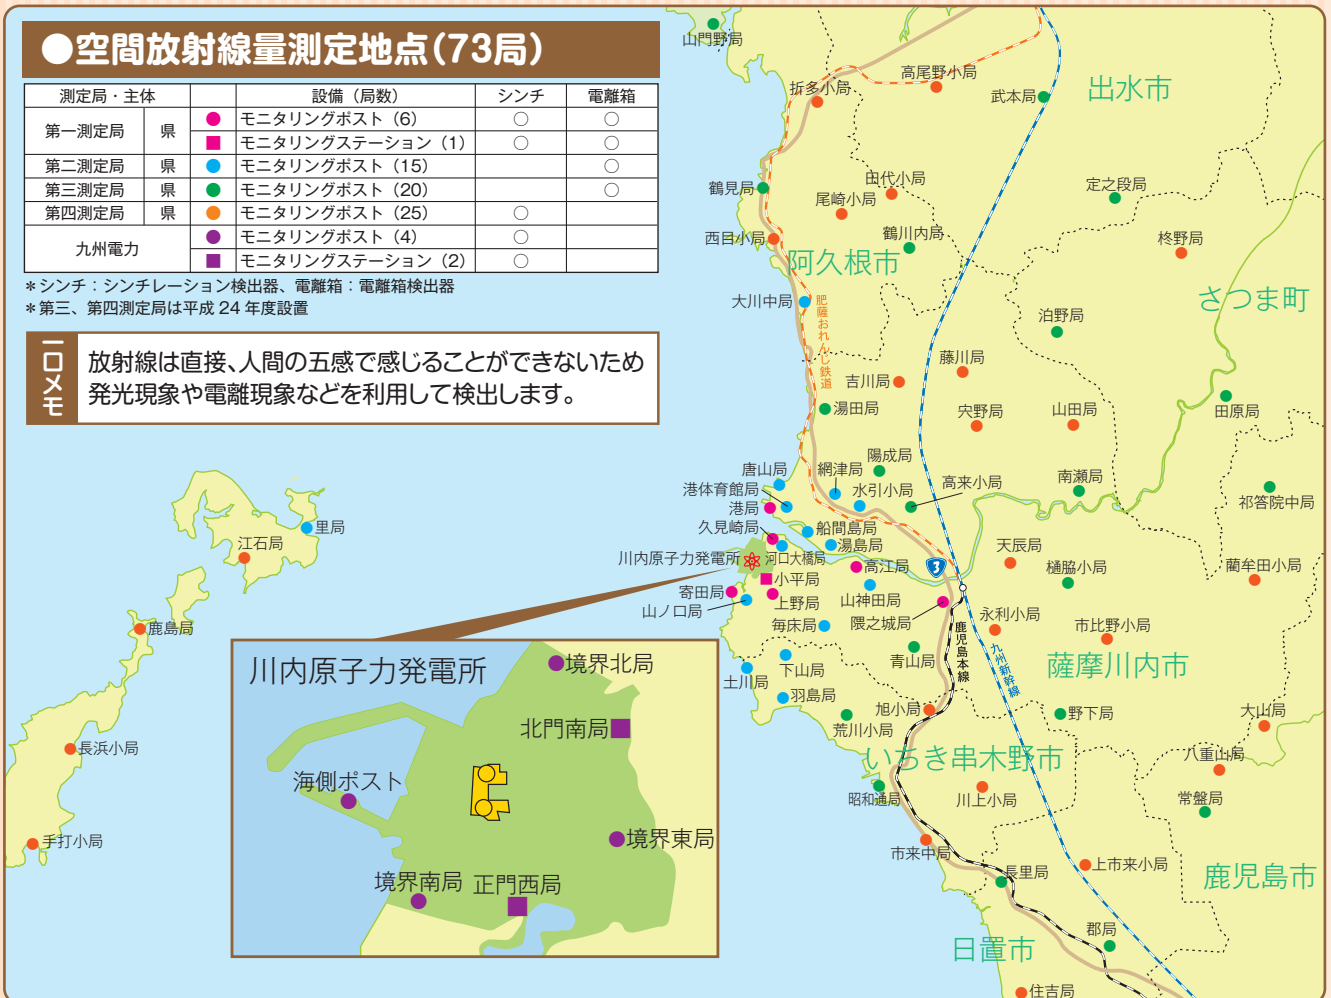 ●空間放射線量測定地点(73局)
測定局・主体 設備（局数） シンチ 電離箱
第一測定局 県 ● モニタリングポスト（6） ○ ○
■ モニタリングステーション（1） ○ ○
第二測定局 県 ● モニタリングポスト（15） ○
第三測定局 県 ● モニタリングポスト（20） ○
第四測定局 県 ● モニタリングポスト（25） ○
九州電力 ● モニタリングポスト（4） ○
■ モニタリングステーション（2） ○
＊シンチ：シンチレーション検出器、電離箱：電離箱検出器
＊第三、第四測定局は平成 24 年度設置
一口メモ
放射線は直接、人間の五感で感じることができないため
発光現象や電離現象などを利用して検出します。
山門野局
折多小局
高尾野小局
武本局
出水市
鶴見局
田代小局
尾崎小局
定之段局
西目小局
鶴川内局
柊野局
阿久根市
さつま町
大川中局
肥薩おれんじ鉄道
泊野局
藤川局
吉川局
湯田局
穴野局
山田局
田原局
唐山局
網津局
陽成局
港体育館局
水引小局
高来小局
南瀬局
祁答院中局
港局
久見崎局
船間島局
湯島局
里局
江石局
川内原子力発電所
河口大橋局
高江局
3
天辰局
樋脇小局
藺牟田小局
小平局
寄田局
上野局
山ノ口局
山神田局
隈之城局
毎床局
永利小局
市比野小局
鹿島局
鹿児島本線
九州新幹線
薩摩川内市
青山局
下山局
土川局
羽島局
荒川小局
旭小局
野下局
大山局
長浜小局
いちき串木野市
八重山局
昭和通局
川上小局
常盤局
手打小局
市来中局
長里局
上市来小局
鹿児島市
郡局
日置市
住吉局
川内原子力発電所
境界北局
北門南局
海側ポスト
境界東局
境界南局
正門西局